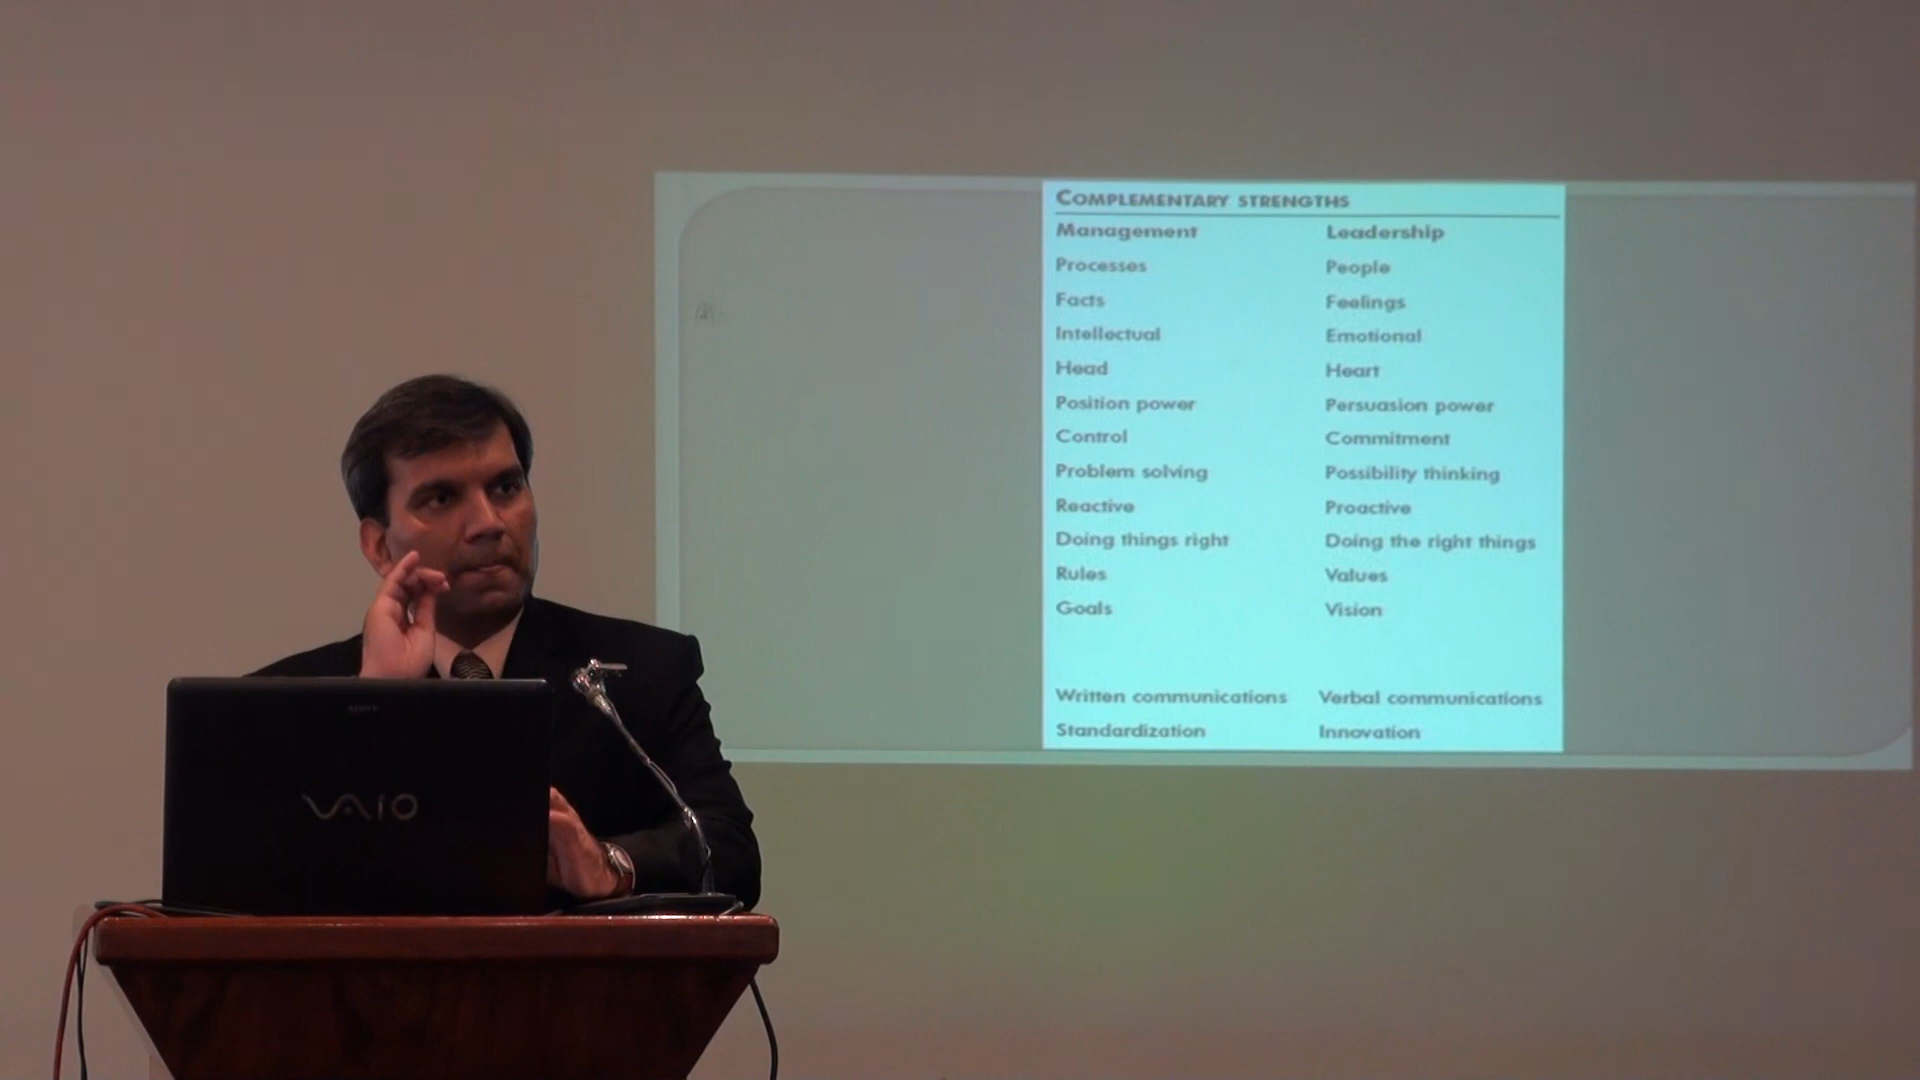 COMPLEMENTARY STRENGTHS
Management Leadership
Processes People
Facts Feelings
Intellectual Emotional
Head Heart
Position power Persuasion power
Control Commitment
Problem solving Possibility thinking
Reactive Proactive
Doing things right Doing the right things
Rules Values
Goals Vision
Written communications Verbal communications
Standardization Innovation
SONY
VAIO